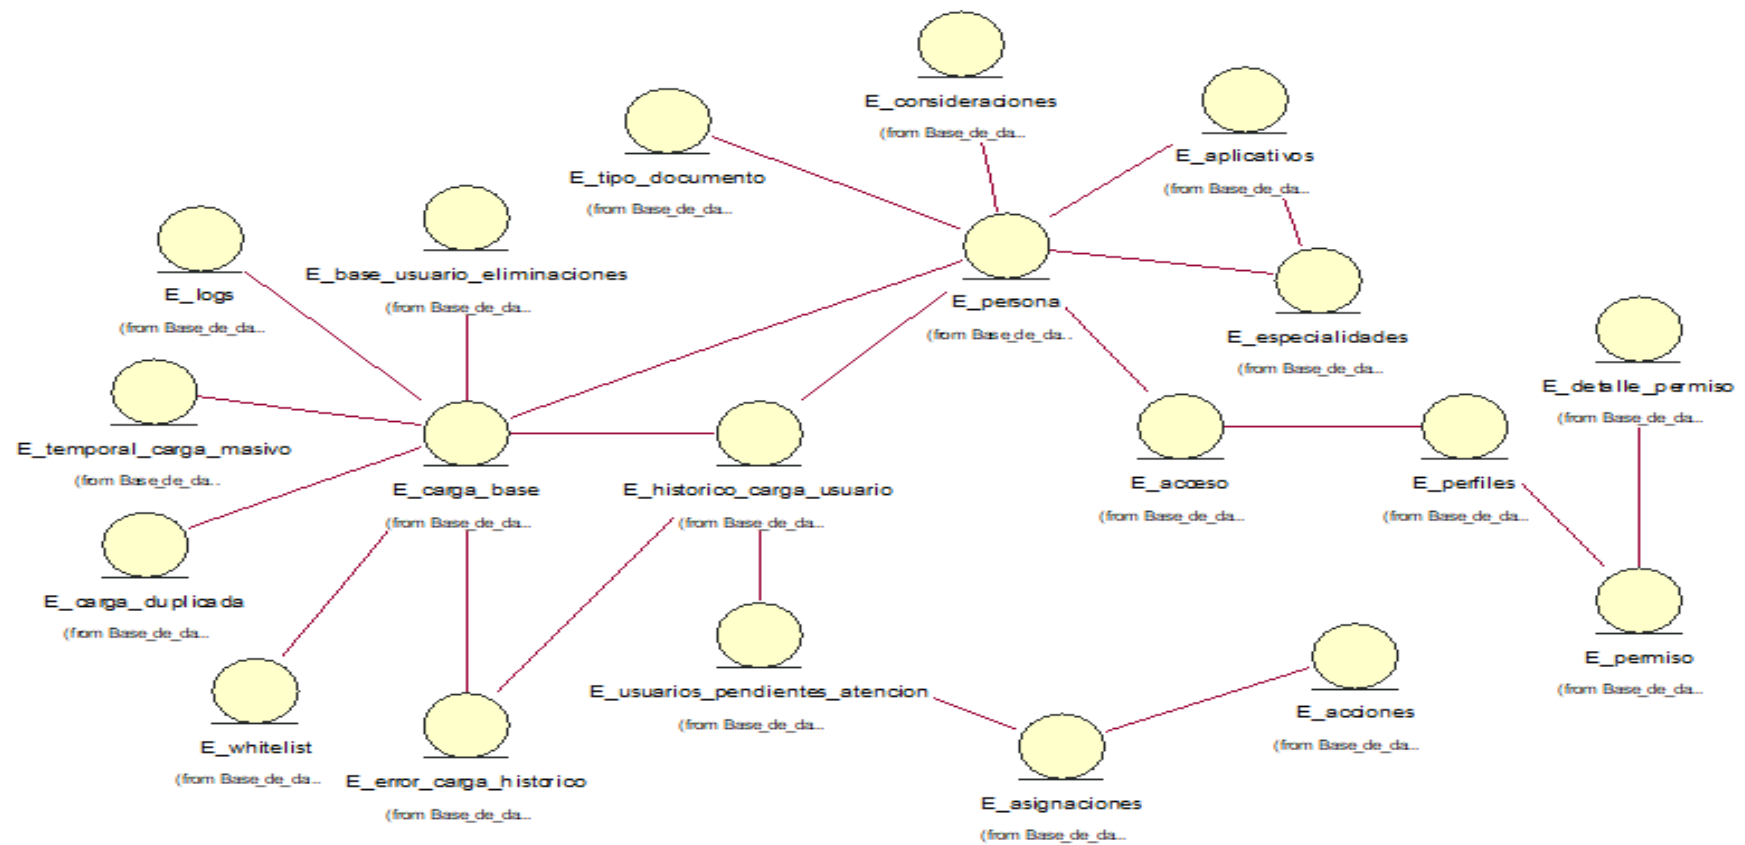 E_consideraciones
(from Base_de_da...
E_aplicativos
(from Base_de_da...
E_tipo_documento
(from Base_de_da...
E_base_usuario_eliminaciones
(from Base_de_da...
E_logs
(from Base_de_da...
E_persona
(from Base_de_da..
E_especialidades
(from Base_de_da...
E_detalle_permiso
(from Base_de_da...
E_temporal_carga_masivo
(from Base_de_da..
E_carga_base
(from Base_de_da...
E_historico_carga_usuario
(from Base_de_da...
E_acceso
(from Base_de_da...
E_perfiles
(from Base_de_da...
E_carga_duplicada
(from Base_de_da...
E_permiso
(from Base_de_da...
E_usuarios_pendientes_atencion
(from Base_de_da...
E_acciones
(from Base_de_da...
E_whitelist
(from Base_de_da...
E_error_carga_historico
(from Base_de_da...
E_asignaciones
(from Base_de_da...